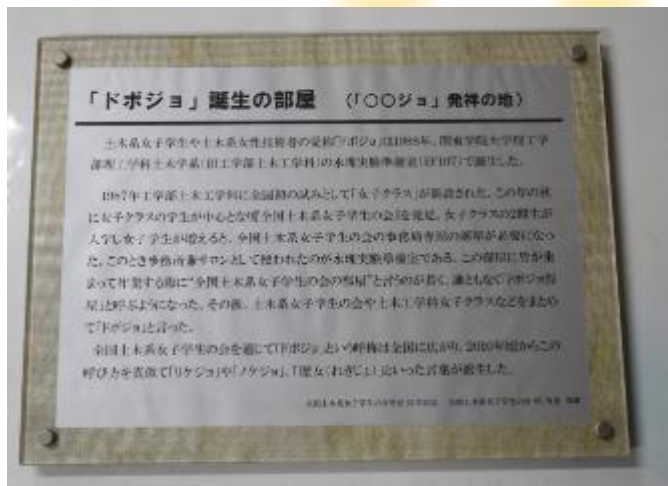 「ドボジョ」誕生の部屋　（「○○ジョ」発祥の地）
土木系女子学生や土木系女性技術者の愛称「ドボジョ」は1988年、関東学院大学理工学
部理工学科土木学系（旧工学部土木工学科）の水理実験準備室で誕生した。
1987年工学部土木工学科に全国初の試みとして「女子クラス」が新設された。この年の秋
に女子クラスの学生が中心となり「全国土木系女子学生の会」を発足。女子クラスの2期生が
入学し女子学生が増えると、全国土木系女子学生の会の事務局専用の部屋が必要になっ
た。このとき事務所兼サロンとして使われたのが水理実験準備室である。この部屋に皆が集
まって作業する際に“全国土木系女子学生の会の部屋”と言うのが長く、誰ともなく「ドボジョ部
屋」と呼ぶようになった。その後、土木系女子学生の会や土木工学科女子クラスなどをまとめ
て「ドボジョ」と言った。
全国土木系女子学生の会を通じて「ドボジョ」という呼称は全国に広がり、2010年頃からこの
呼び方を真似て「リケジョ」や「ノケジョ」、「歴女（れきじょ）」といった言葉が派生した。